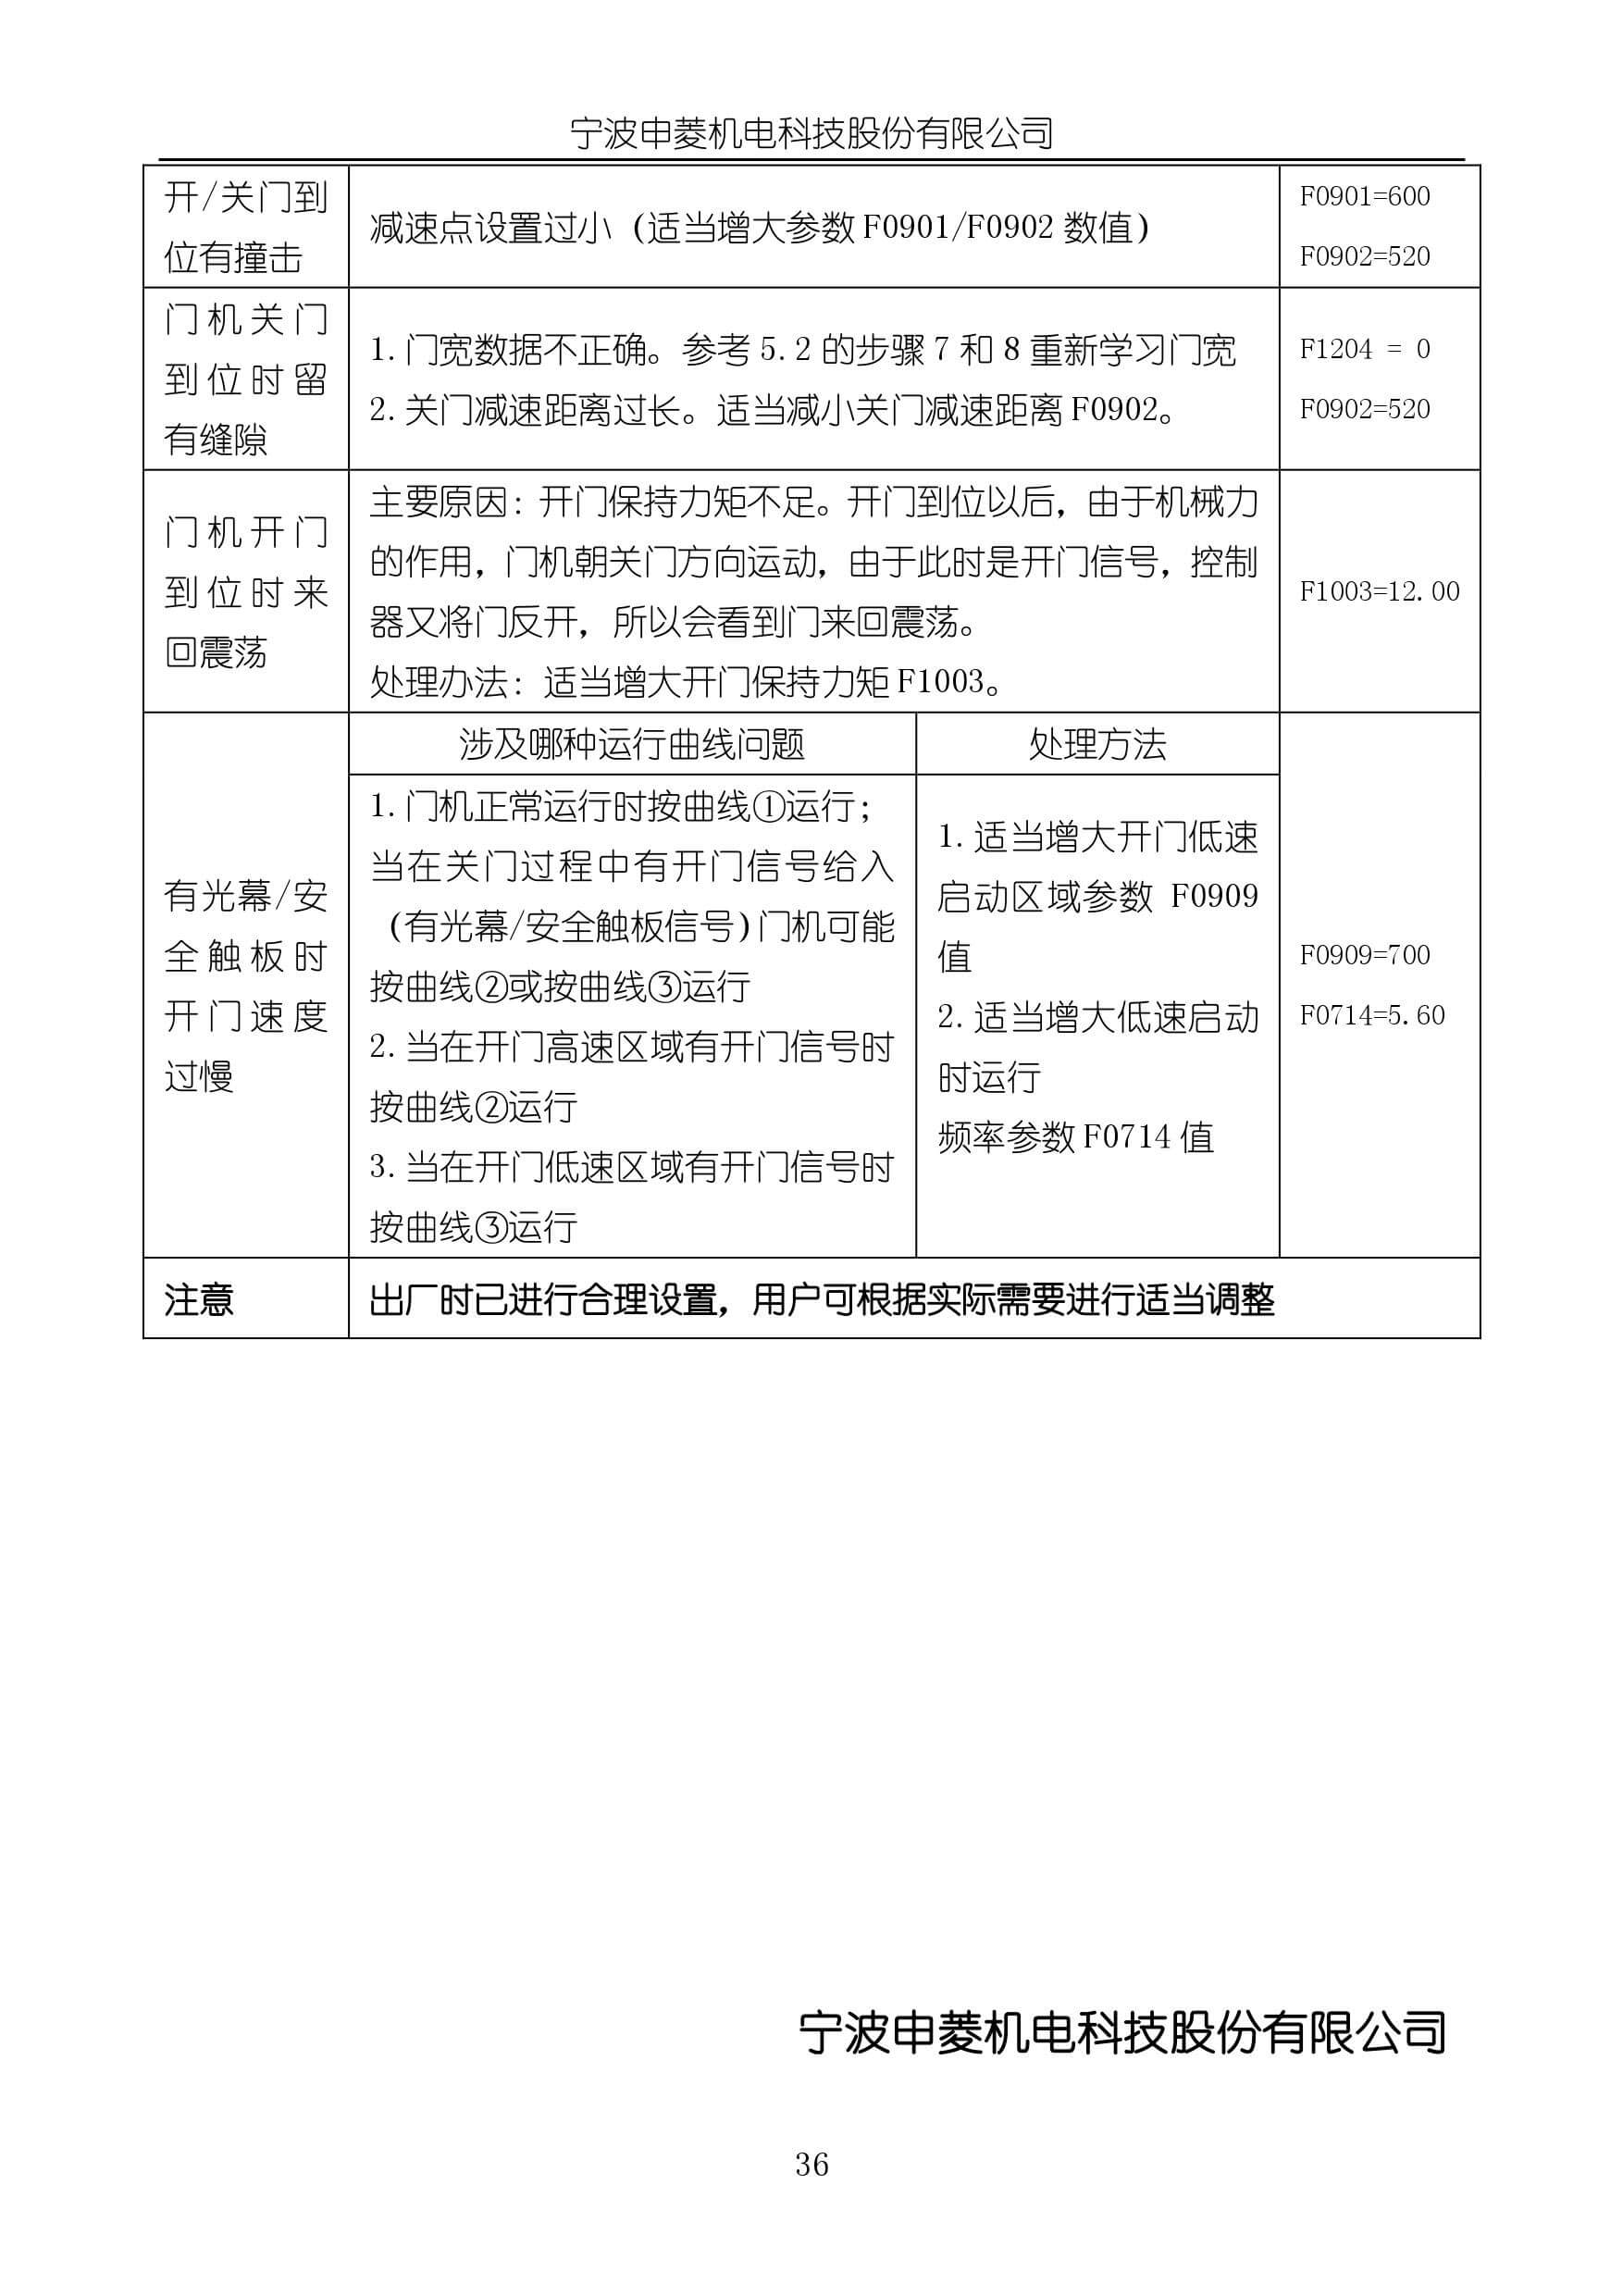 宁波申菱机电科技股份有限公司
开/关门到
位有撞击
减速点设置过小（适当增大参数 F0901/F0902 数值）
F0901=600
F0902=520
门机关门
到位时留
有缝隙
1. 门宽数据不正确。参考 5.2 的步骤 7 和 8 重新学习门宽
2. 关门减速距离过长。适当减小关门减速距离 F0902。
F1204 = 0
F0902=520
门机开门
到位时来
回震荡
主要原因：开门保持力矩不足。开门到位以后，由于机械力
的作用，门机朝关门方向运动，由于此时是开门信号，控制
器又将门反开，所以会看到门来回震荡。
处理办法：适当增大开门保持力矩 F1003。
F1003=12.00
有光幕/安
全触板时
开门速度
过慢
涉及哪种运行曲线问题
1. 门机正常运行时按曲线①运行；
当在关门过程中有开门信号给入
（有光幕/安全触板信号）门机可能
按曲线②或按曲线③运行
2. 当在开门高速区域有开门信号时
按曲线②运行
3. 当在开门低速区域有开门信号时
按曲线③运行
处理方法
1. 适当增大开门低速
启动区域参数 F0909
值
2. 适当增大低速启动
时运行
频率参数 F0714 值
F0909=700
F0714=5.60
注意
出厂时已进行合理设置，用户可根据实际需要进行适当调整
宁波申菱机电科技股份有限公司
36